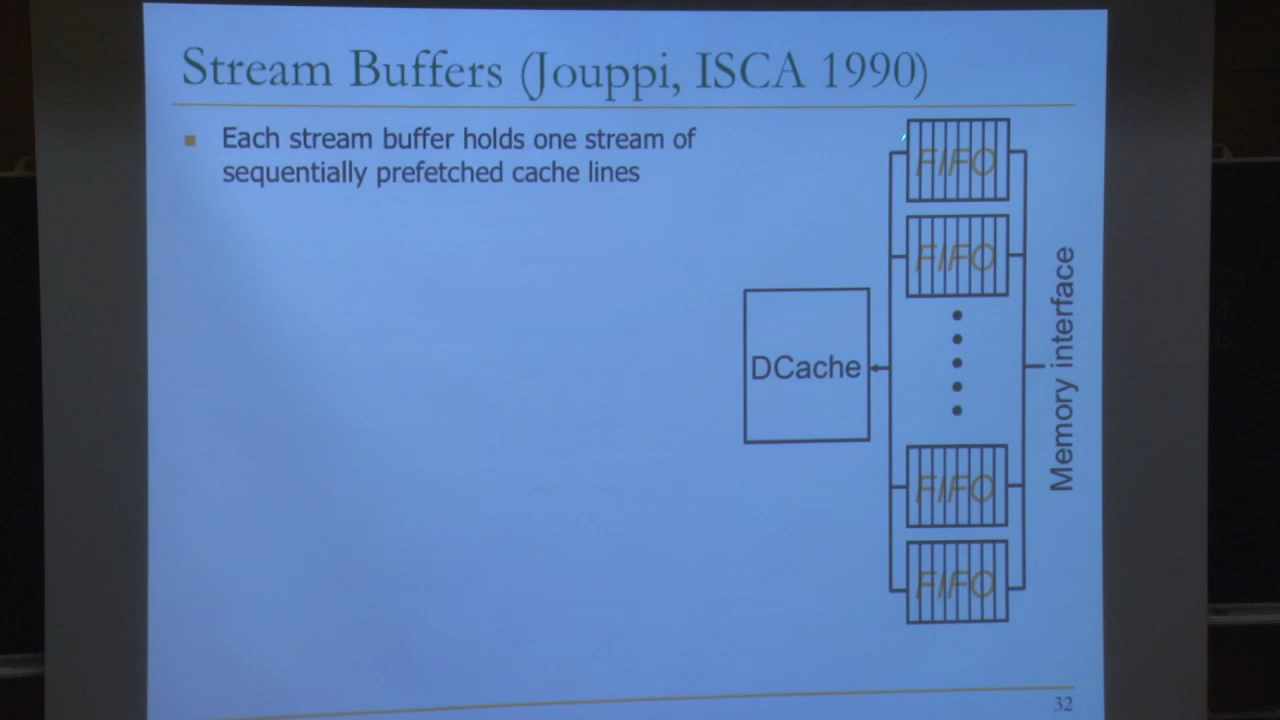 Stream Buffers (Jouppi, ISCA 1990)
Each stream buffer holds one stream of
sequentially prefetched cache lines
FIFO
FIFO
DCache
Memory interface
FIFO
FIFO
32